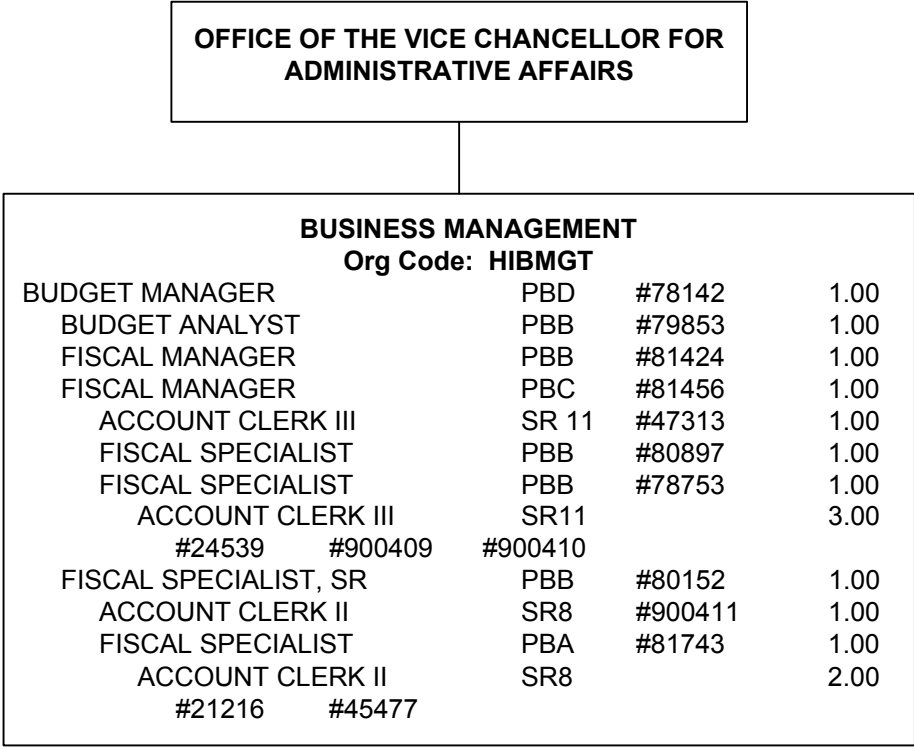 OFFICE OF THE VICE CHANCELLOR FOR
ADMINISTRATIVE AFFAIRS
BUSINESS MANAGEMENT
Org Code: HIBMGT
BUDGET MANAGER PBD #78142 1.00
BUDGET ANALYST PBB #79853 1.00
FISCAL MANAGER PBB #81424 1.00
FISCAL MANAGER PBC #81456 1.00
ACCOUNT CLERK III SR 11 #47313 1.00
FISCAL SPECIALIST PBB #80897 1.00
FISCAL SPECIALIST PBB #78753 1.00
ACCOUNT CLERK III SR11 3.00
#24539 #900409 #900410
FISCAL SPECIALIST, SR PBB #80152 1.00
ACCOUNT CLERK II SR8 #900411 1.00
FISCAL SPECIALIST PBA #81743 1.00
ACCOUNT CLERK II SR8 2.00
#21216 #45477